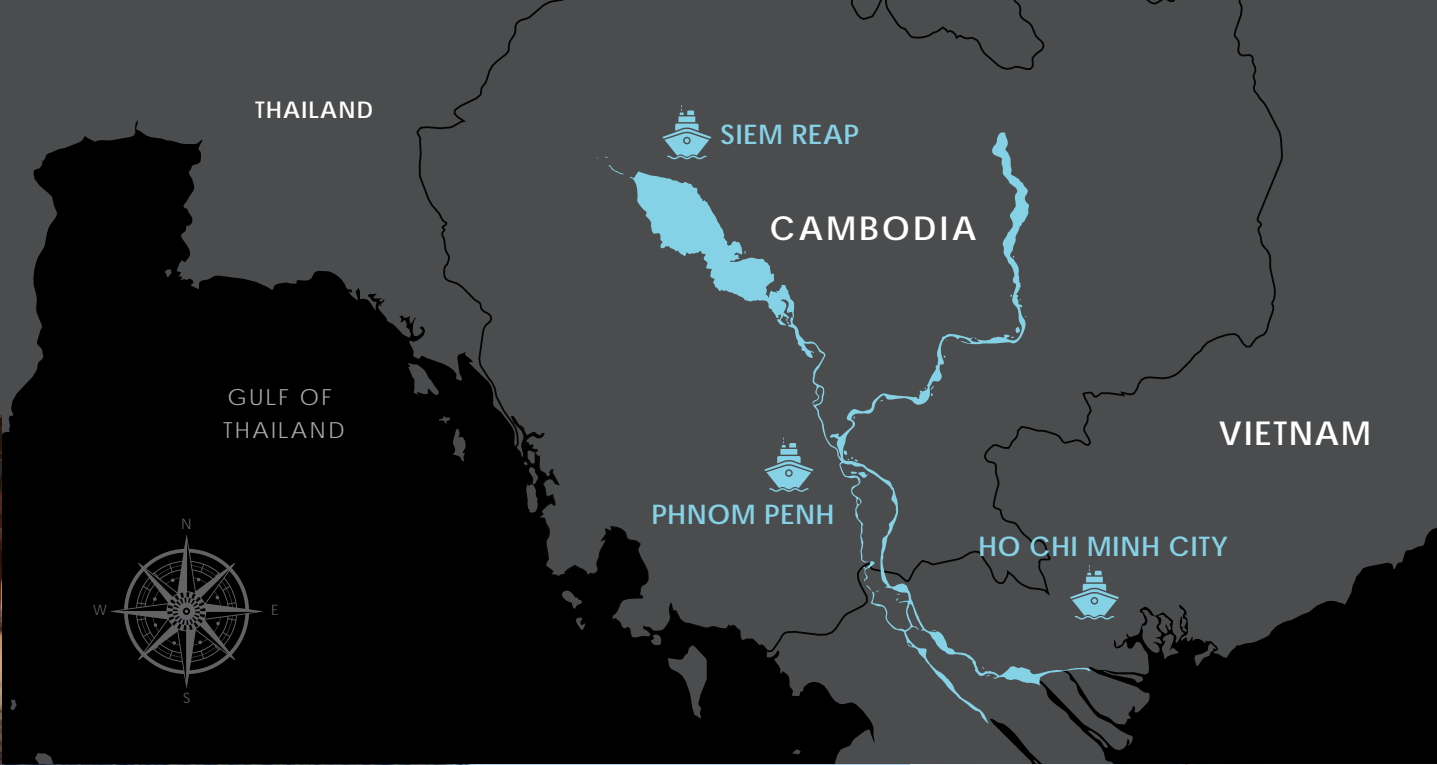 THAILAND
SIEM REAP
CAMBODIA
GULF OF
THAILAND
VIETNAM
PHNOM PENH
HO CHI MINH CITY
N
W
E
S